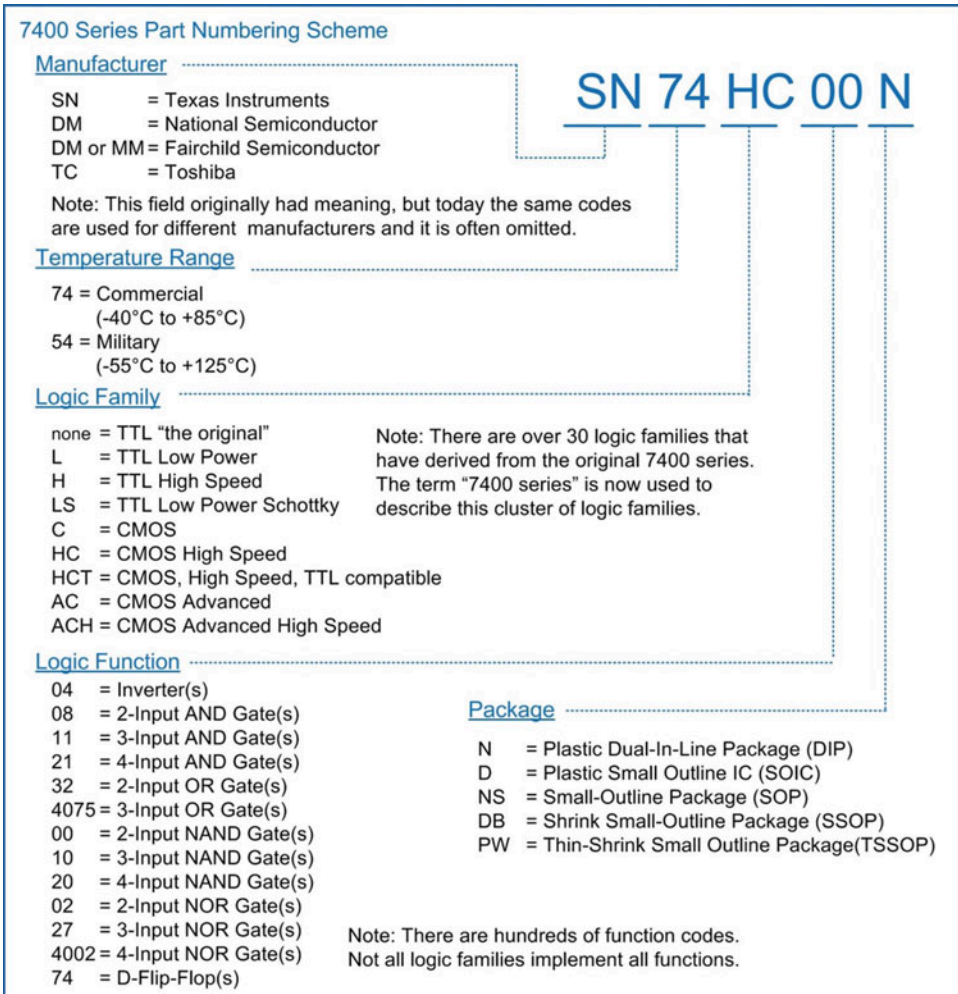 7400 Series Part Numbering Scheme
Manufacturer
SN 74 HC 00 N
SN = Texas Instruments
DM = National Semiconductor
DM or MM = Fairchild Semiconductor
TC = Toshiba
Note: This field originally had meaning, but today the same codes
are used for different manufacturers and it is often omitted.
Temperature Range
74 = Commercial
(-40°C to +85°C)
54 = Military
(-55°C to +125°C)
Logic Family
none = TTL “the original”
L = TTL Low Power
H = TTL High Speed
LS = TTL Low Power Schottky
C = CMOS
HC = CMOS High Speed
HCT = CMOS, High Speed, TTL compatible
AC = CMOS Advanced
ACH = CMOS Advanced High Speed
Note: There are over 30 logic families that
have derived from the original 7400 series.
The term “7400 series” is now used to
describe this cluster of logic families.
Logic Function
04 = Inverter(s)
08 = 2-Input AND Gate(s)
11 = 3-Input AND Gate(s)
21 = 4-Input AND Gate(s)
32 = 2-Input OR Gate(s)
4075 = 3-Input OR Gate(s)
00 = 2-Input NAND Gate(s)
10 = 3-Input NAND Gate(s)
20 = 4-Input NAND Gate(s)
02 = 2-Input NOR Gate(s)
27 = 3-Input NOR Gate(s)
4002 = 4-Input NOR Gate(s)
74 = D-Flip-Flop(s)
Package
N = Plastic Dual-In-Line Package (DIP)
D = Plastic Small Outline IC (SOIC)
NS = Small-Outline Package (SOP)
DB = Shrink Small-Outline Package (SSOP)
PW = Thin-Shrink Small Outline Package(TSSOP)
Note: There are hundreds of function codes.
Not all logic families implement all functions.